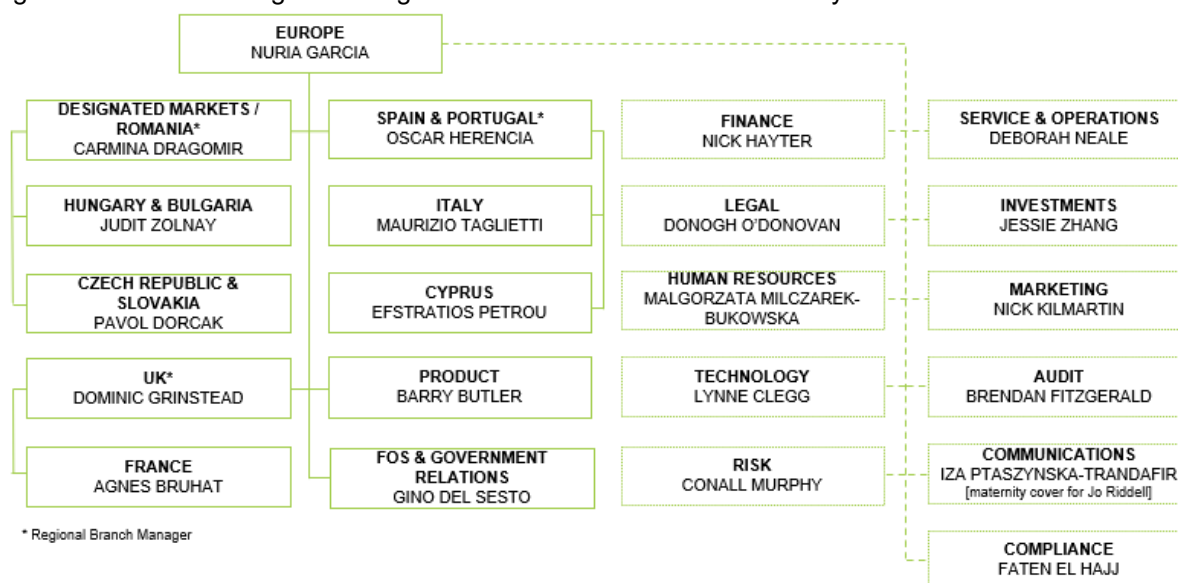 EUROPE
NURIA GARCIA
DESIGNATED MARKETS /
ROMANIA*
CARMINA DRAGOMIR
SPAIN & PORTUGAL*
OSCAR HERENCIA
FINANCE
NICK HAYTER
SERVICE & OPERATIONS
DEBORAH NEALE
HUNGARY & BULGARIA
JUDIT ZOLNAY
ITALY
MAURIZIO TAGLIETTI
LEGAL
DONOGH O'DONOVAN
INVESTMENTS
JESSIE ZHANG
CZECH REPUBLIC &
SLOVAKIA
PAVOL DORCAK
CYPRUS
EFSTRATIOS PETROU
HUMAN RESOURCES
MALGORZATA MILCZAREK-
BUKOWSKA
MARKETING
NICK KILMARTIN
UK*
DOMINIC GRINSTEAD
PRODUCT
BARRY BUTLER
TECHNOLOGY
LYNNE CLEGG
AUDIT
BRENDAN FITZGERALD
FRANCE
AGNES BRUHAT
FOS & GOVERNMENT
RELATIONS
GINO DEL SESTO
RISK
CONALL MURPHY
COMMUNICATIONS
IZA PTASZYNSKA-TRANDAFIR
[maternity cover for Jo Riddell]
* Regional Branch Manager
COMPLIANCE
FATEN EL HAJJ